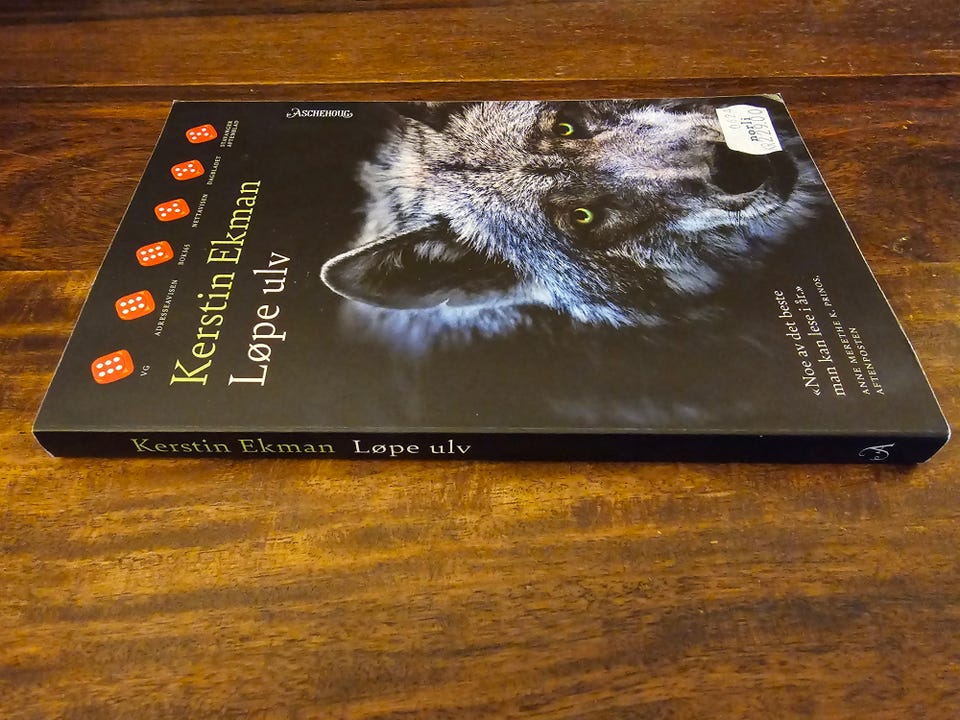 ASCHEHOUG
VG
ADRESSEAVISEN
BOK365
NETTAVISEN
DAGBLADET
STAVANGER
AFTENBLAD
Kerstin Ekman
Løpe ulv
norli
«Noe av det beste
man kan lese i år.»
ANNE MERETHE K. PRINOS,
AFTENPOSTEN
Kerstin Ekman Løpe ulv